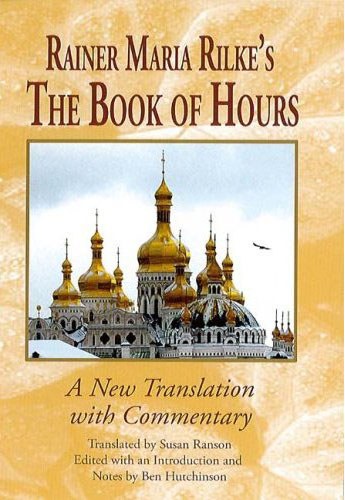 RAINER MARIA RILKE'S
THE BOOK OF HOURS
A New Translation
with Commentary
Translated by Susan Ranson
Edited with an Introduction and
Notes by Ben Hutchinson